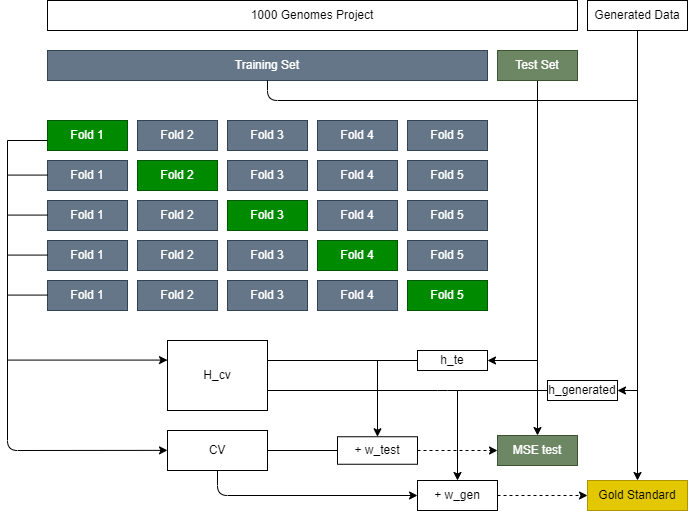 1000 Genomes Project
Generated Data
Training Set
Test Set
Fold 1 Fold 2 Fold 3 Fold 4 Fold 5
Fold 1 Fold 2 Fold 3 Fold 4 Fold 5
Fold 1 Fold 2 Fold 3 Fold 4 Fold 5
Fold 1 Fold 2 Fold 3 Fold 4 Fold 5
Fold 1 Fold 2 Fold 3 Fold 4 Fold 5
h_te
H_cv
h_generated
CV
+ w_test
MSE test
+ w_gen
Gold Standard